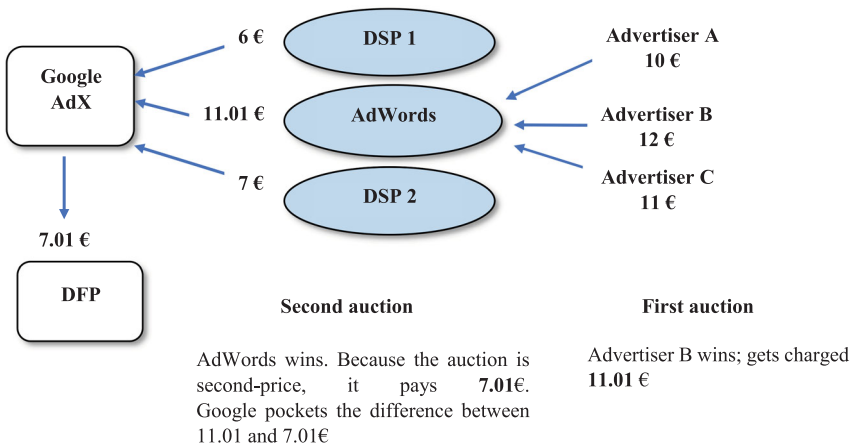 6 €
DSP 1
Advertiser A
10 €
Google
AdX
11.01 €
AdWords
Advertiser B
12 €
7 €
DSP 2
Advertiser C
11 €
7.01 €
DFP
Second auction
First auction
AdWords wins. Because the auction is
second-price, it pays 7.01€.
Google pockets the difference between
11.01 and 7.01€
Advertiser B wins; gets charged
11.01 €